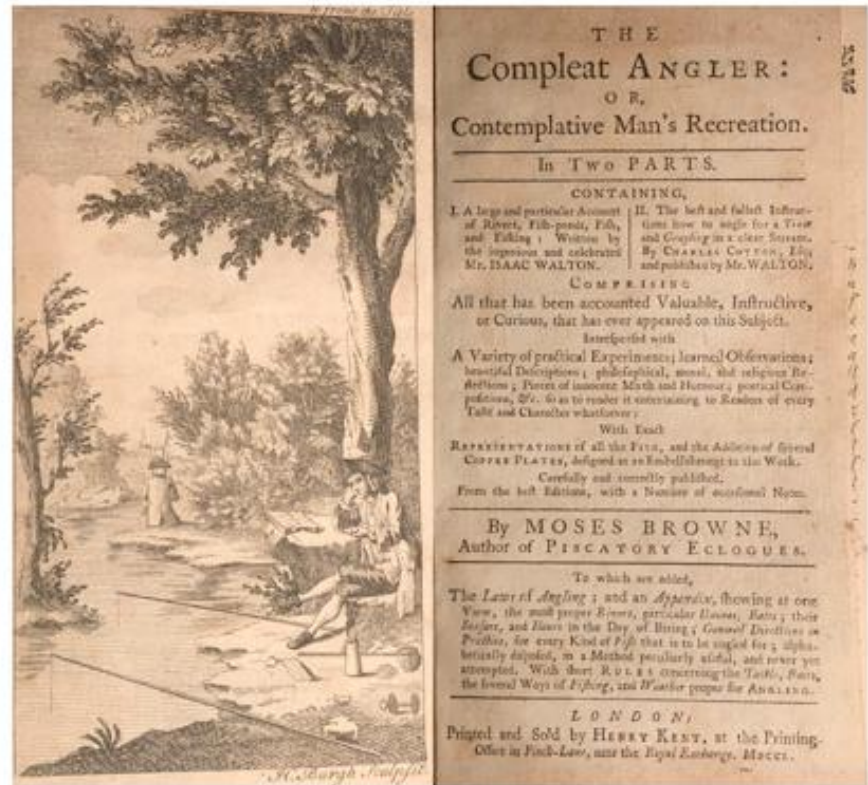 from the Title
H. Burgh Sculpsit
THE
Compleat ANGLER:
OR,
Contemplative Man's Recreation.
In Two PARTS.
CONTAINING,
I. A large and particular Account
of Rivers, Fish-ponds, Fish,
and Fishing: Written by
the ingenious and celebrated
Mr. ISAAC WALTON.
II. The best and fullest Instruc-
tions how to angle for a Trout
and Grayling in a clear Stream.
By CHARLES COTTON, Esq;
and published by Mr. WALTON.
COMPRISING
All that has been accounted Valuable, Instructive,
or Curious, that has ever appeared on this Subject.
Interspersed with
A Variety of practical Experiments; learned Observations;
beautiful Descriptions; philosophical, moral, and religious Re-
flections; Pieces of innocent Mirth and Humour; poetical Com-
positions, &c. so as to render it entertaining to Readers of every
Taste and Character whatsoever:
With Exact
REPRESENTATIONS of all the FISH, and the Addition of several
COPPER PLATES, designed as an Embellishment to the Work.
Carefully and correctly published,
From the best Editions, with a Number of occasional Notes.
By MOSES BROWNE,
Author of PISCATORY ECLOGUES.
To which are added,
The Laws of Angling; and an Appendix, shewing at one
View, the most proper Rivers, particular Haunts, Baits; their
Seasons, and Hours in the Day of Biting; General Directions in
Practice, for every Kind of Fish that is to be angled for; alpha-
betically disposed, in a Method peculiarly useful, and never yet
attempted. With short RULES concerning the Tackle, Baits,
the several Ways of Fishing, and Weather proper for ANGLING.
LONDON,
Printed and Sold by HENRY KENT, at the Printing-
Office in Finch-Lane, near the Royal Exchange. MDCCL.